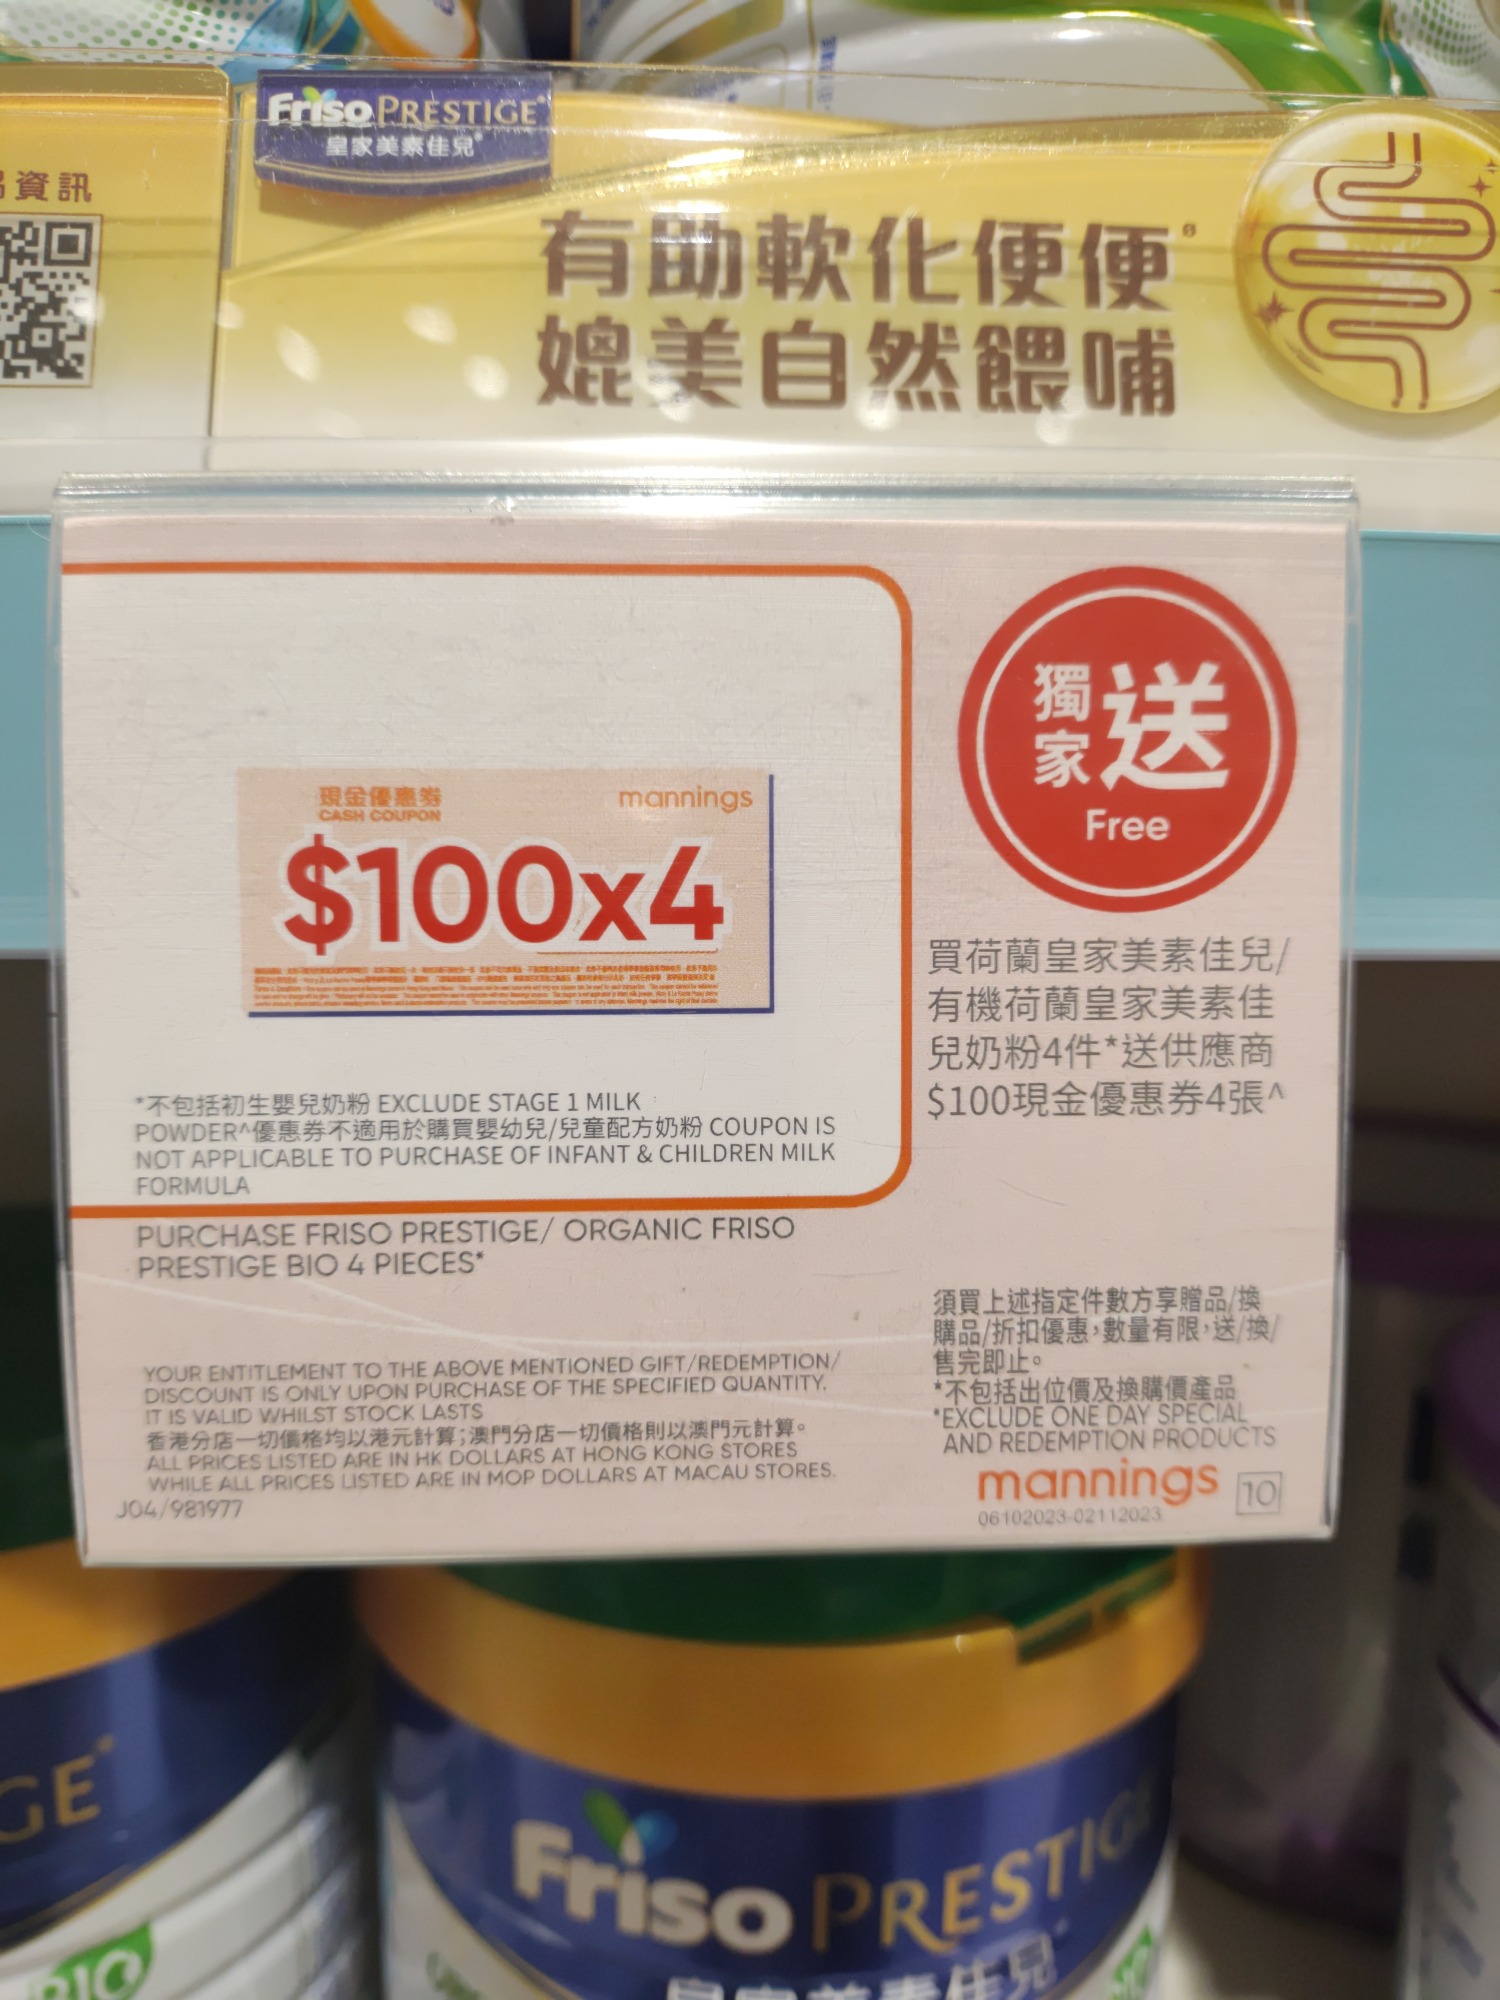 Friso PRESTIGE
皇家美素佳兒
資訊
有助軟化便便
媲美自然餵哺
現金優惠券
CASH COUPON
mannings
$100x4
獨家送
Free
買荷蘭皇家美素佳兒/
有機荷蘭皇家美素佳
兒奶粉4件*送供應商
$100現金優惠券4張^
*不包括初生嬰兒奶粉 EXCLUDE STAGE 1 MILK
POWDER^優惠券不適用於購買嬰幼兒/兒童配方奶粉 COUPON IS
NOT APPLICABLE TO PURCHASE OF INFANT & CHILDREN MILK
FORMULA
PURCHASE FRISO PRESTIGE/ ORGANIC FRISO
PRESTIGE BIO 4 PIECES*
YOUR ENTITLEMENT TO THE ABOVE MENTIONED GIFT/REDEMPTION/
DISCOUNT IS ONLY UPON PURCHASE OF THE SPECIFIED QUANTITY.
IT IS VALID WHILST STOCK LASTS
香港分店一切價格均以港元計算;澳門分店一切價格則以澳門元計算。
ALL PRICES LISTED ARE IN HK DOLLARS AT HONG KONG STORES
WHILE ALL PRICES LISTED ARE IN MOP DOLLARS AT MACAU STORES.
J04/981977
須買上述指定件數方享贈品/換
購品/折扣優惠,數量有限,送/換/
售完即止。
*不包括出位價及換購價產品
*EXCLUDE ONE DAY SPECIAL
AND REDEMPTION PRODUCTS
mannings 10
06102023-02112023
GE
BIO
Friso PRESTIGE
皇家美素佳兒